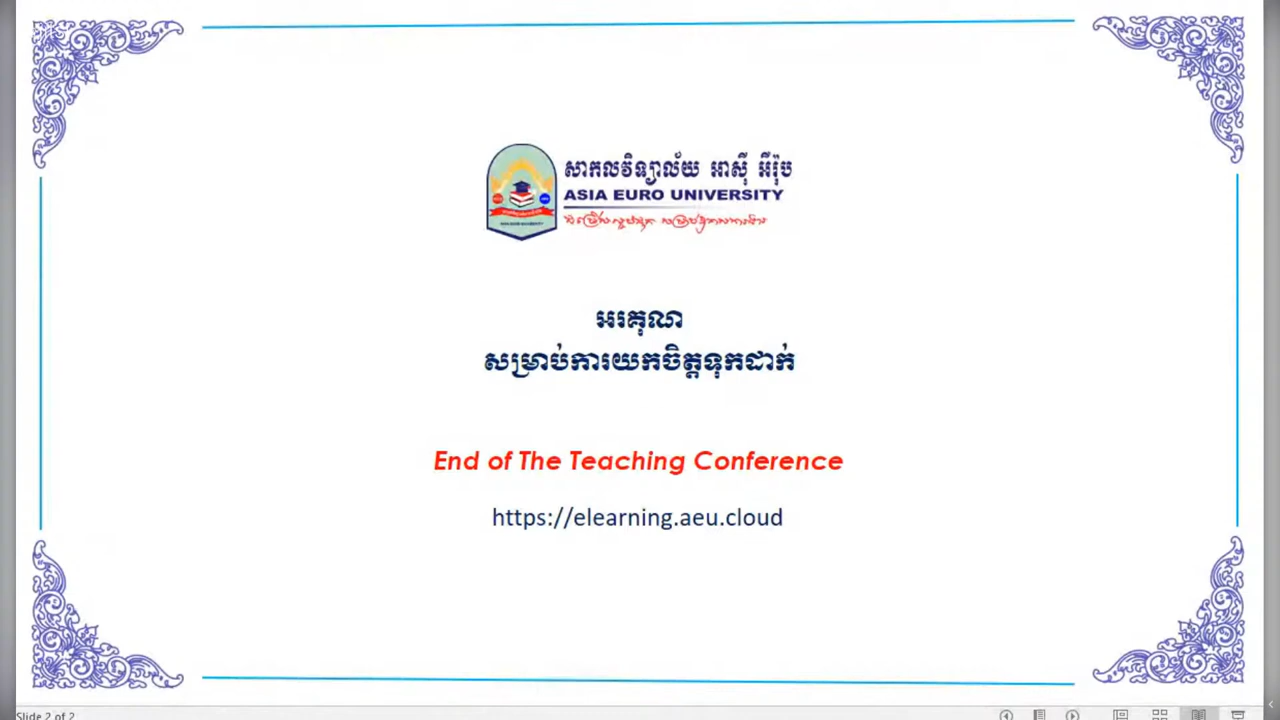 សាកលវិទ្យាល័យ អាស៊ី អឺរ៉ុប
ASIA EURO UNIVERSITY
អរគុណ
សម្រាប់ការយកចិត្តទុកដាក់
End of The Teaching Conference
https://elearning.aeu.cloud
Slide 2 of 2